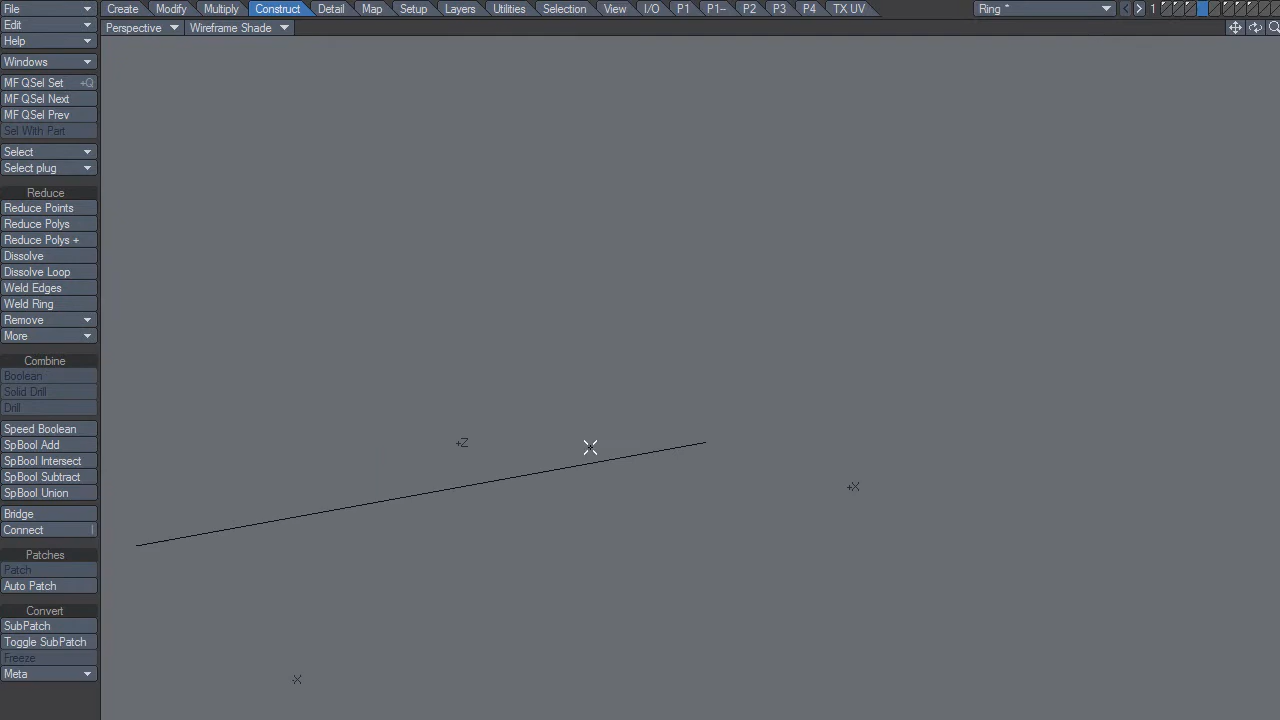 File Create Modify Multiply Construct Detail Map Setup Layers Utilities Selection View I/O P1 P1-- P2 P3 P4 TX UV Ring * 1
Edit Perspective Wireframe Shade
Help
Windows
MF QSel Set +Q
MF QSel Next
MF QSel Prev
Sel With Part
Select
Select plug
Reduce
Reduce Points
Reduce Polys
Reduce Polys +
Dissolve
Dissolve Loop
Weld Edges
Weld Ring
Remove
More
Combine
Boolean
Solid Drill
Drill
Speed Boolean
SpBool Add
+Z
SpBool Intersect
SpBool Subtract
+X
SpBool Union
Bridge
Connect
Patches
Patch
Auto Patch
Convert
SubPatch
Toggle SubPatch
Freeze
Meta
-X